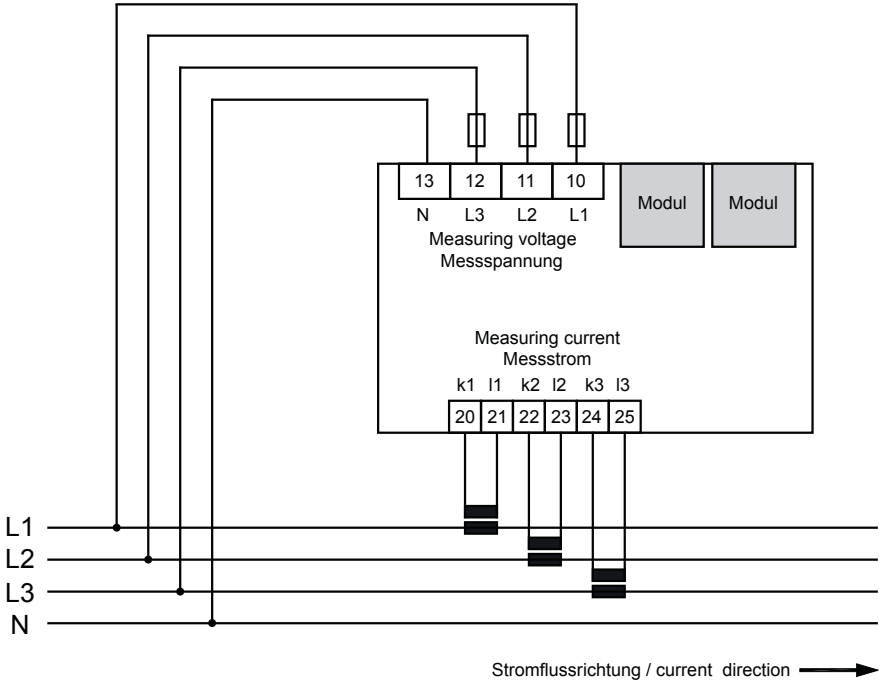 13 12 11 10
N L3 L2 L1
Modul Modul
Measuring voltage
Messspannung
Measuring current
Messstrom
k1 l1 k2 l2 k3 l3
20 21 22 23 24 25
L1
L2
L3
N
Stromflussrichtung / current direction